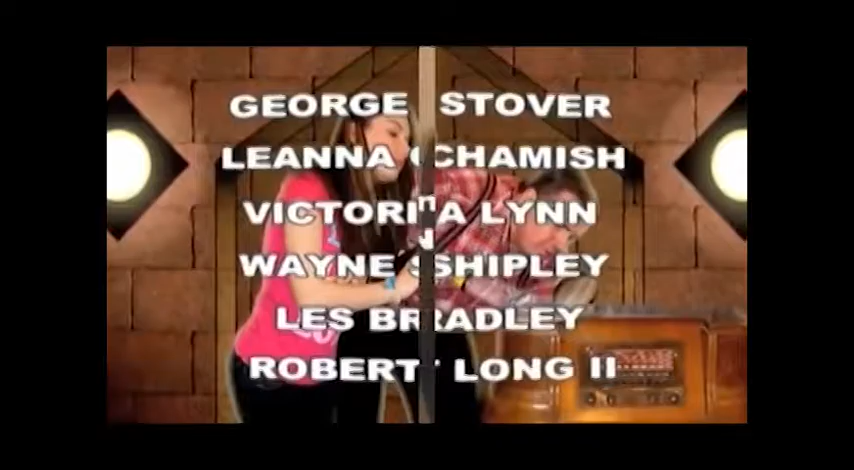 GEORGE STOVER
LEANNA CHAMISH
VICTORIA LYNN
WAYNE SHIPLEY
LES BRADLEY
ROBERT LONG II